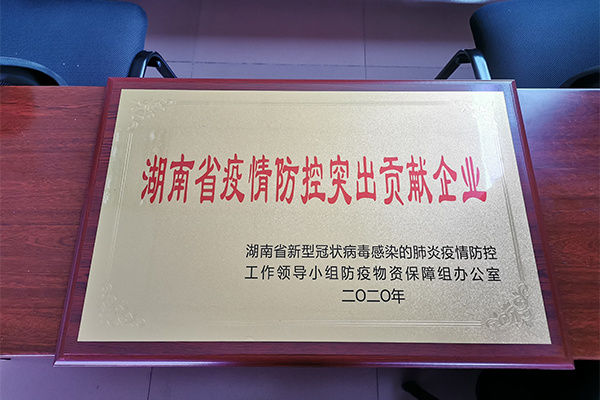 湖南省疫情防控突出贡献企业
湖南省新型冠状病毒感染的肺炎疫情防控
工作领导小组防疫物资保障组办公室
二〇二〇年